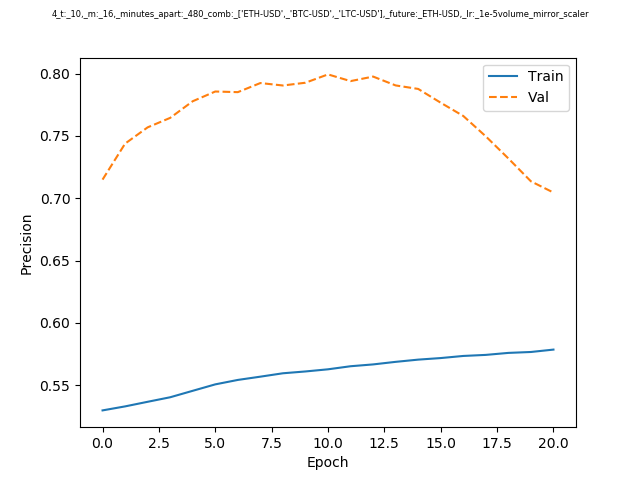 4_t:_10,_m:_16,_minutes_apart:_480_comb:_['ETH-USD',_'BTC-USD',_'LTC-USD'],_future:_ETH-USD,_lr:_1e-5volume_mirror_scaler
Train
Val
0.80
0.75
0.70
0.65
0.60
0.55
Precision
0.0 2.5 5.0 7.5 10.0 12.5 15.0 17.5 20.0
Epoch